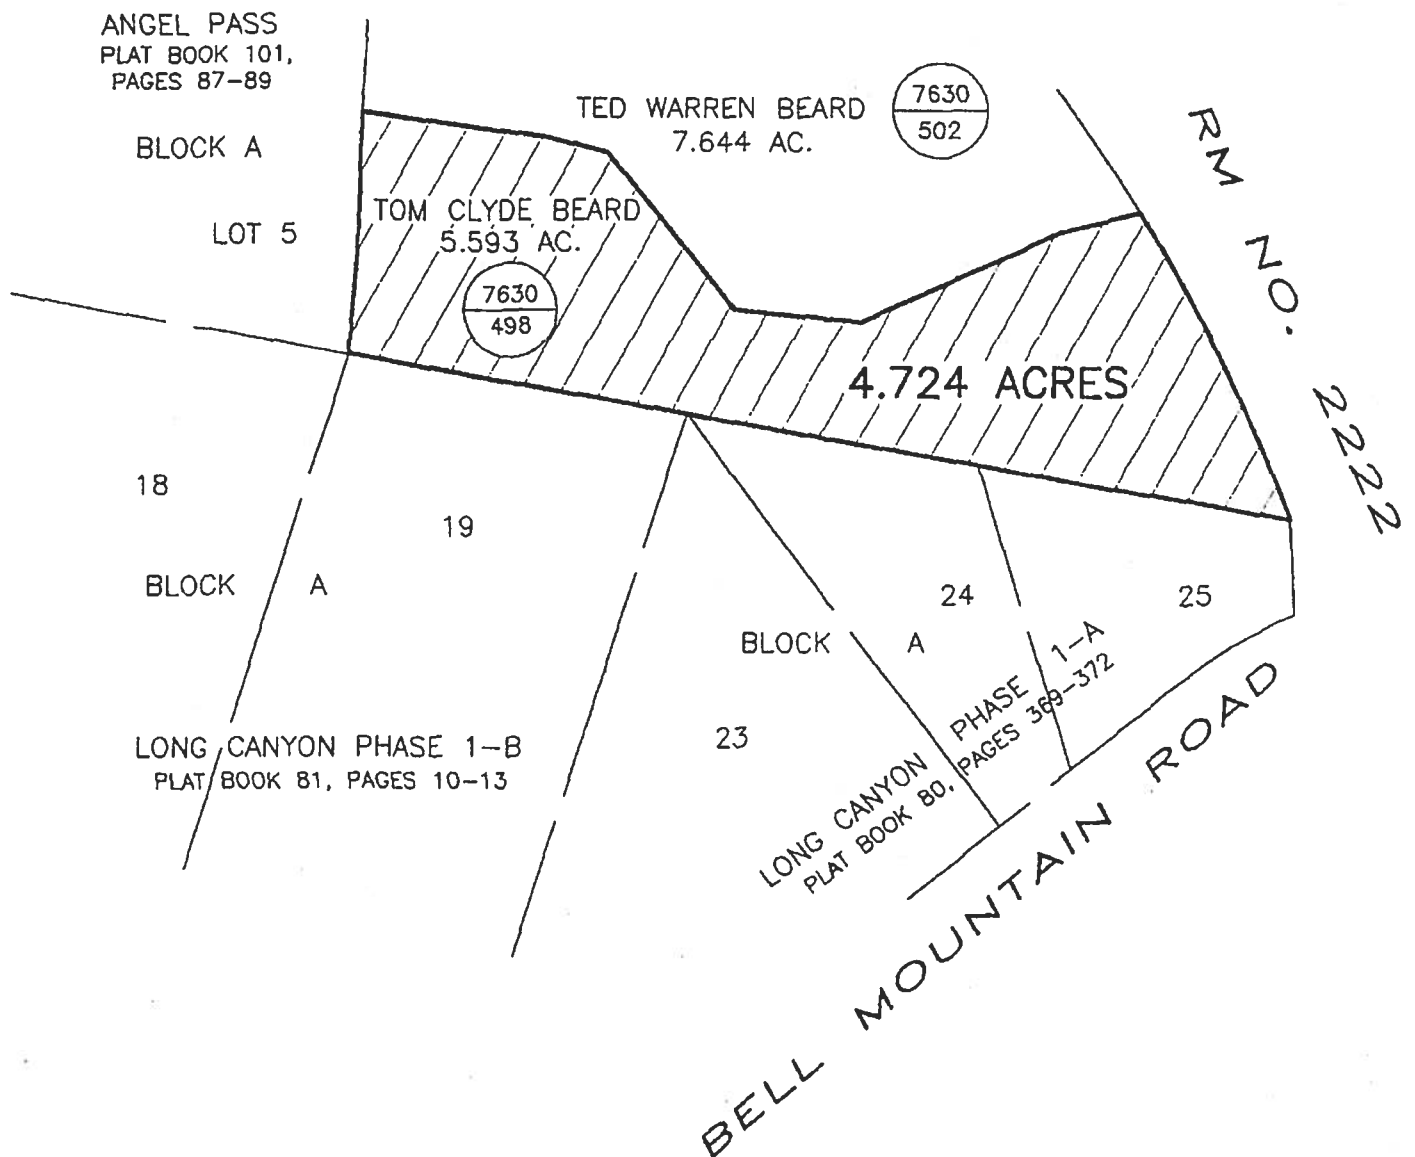 ANGEL PASS
PLAT BOOK 101,
PAGES 87-89
BLOCK A
LOT 5
TED WARREN BEARD
7.644 AC.
7630
502
RM NO. 2222
TOM CLYDE BEARD
5.593 AC.
7630
498
4.724 ACRES
18
19
BLOCK A
LONG CANYON PHASE 1-B
PLAT BOOK 81, PAGES 10-13
23
24
25
BLOCK A
LONG CANYON PHASE 1-A
PLAT BOOK 80, PAGES 369-372
BELL MOUNTAIN ROAD